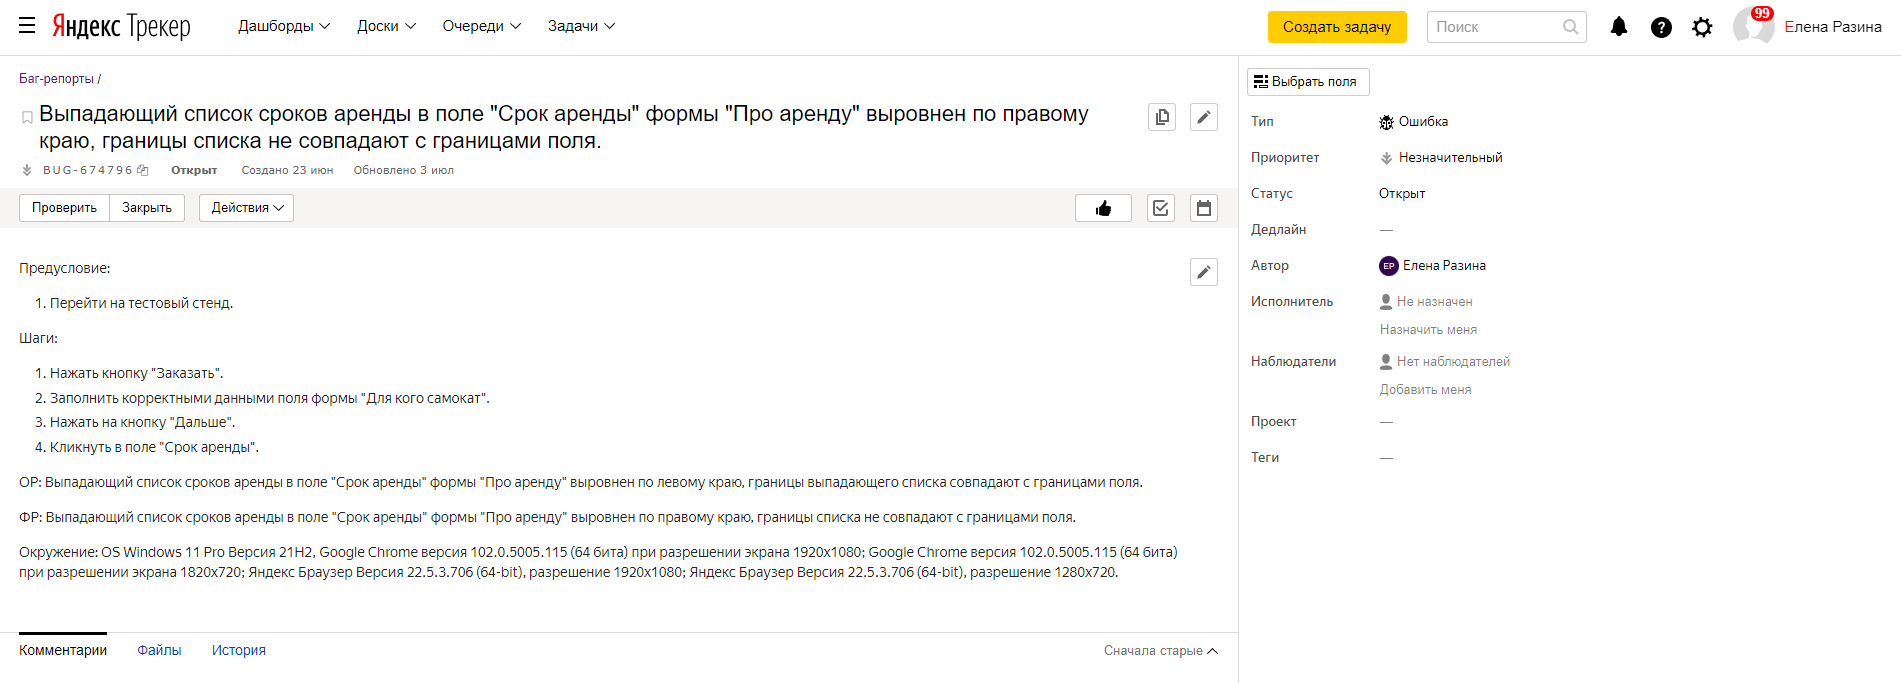 Яндекс Трекер
Дашборды
Доски
Очереди
Задачи
Создать задачу
Поиск
99
Елена Разина
Баг-репорты /
Выпадающий список сроков аренды в поле "Срок аренды" формы "Про аренду" выровнен по правому
краю, границы списка не совпадают с границами поля.
BUG-674796 Открыт Создано 23 июн Обновлено 3 июл
Проверить Закрыть Действия
Предусловие:
1. Перейти на тестовый стенд.
Шаги:
1. Нажать кнопку "Заказать".
2. Заполнить корректными данными поля формы "Для кого самокат".
3. Нажать на кнопку "Дальше".
4. Кликнуть в поле "Срок аренды".
ОР: Выпадающий список сроков аренды в поле "Срок аренды" формы "Про аренду" выровнен по левому краю, границы выпадающего списка совпадают с границами поля.
ФР: Выпадающий список сроков аренды в поле "Срок аренды" формы "Про аренду" выровнен по правому краю, границы списка не совпадают с границами поля.
Окружение: OS Windows 11 Pro Версия 21H2, Google Chrome версия 102.0.5005.115 (64 бита) при разрешении экрана 1920x1080; Google Chrome версия 102.0.5005.115 (64 бита)
при разрешении экрана 1820x720; Яндекс Браузер Версия 22.5.3.706 (64-bit), разрешение 1920x1080; Яндекс Браузер Версия 22.5.3.706 (64-bit), разрешение 1280x720.
Комментарии Файлы История
Сначала старые
Выбрать поля
Тип Ошибка
Приоритет Незначительный
Статус Открыт
Дедлайн —
Автор ЕР Елена Разина
Исполнитель Не назначен
Назначить меня
Наблюдатели Нет наблюдателей
Добавить меня
Проект —
Теги —